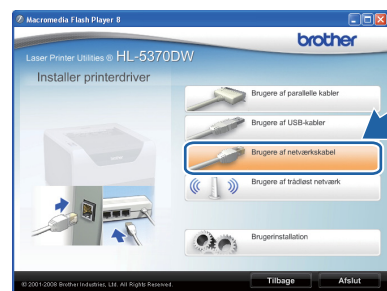 Macromedia Flash Player 8
brother
Laser Printer Utilities ® HL-5370DW
Installer printerdriver
Brugere af parallelle kabler
Brugere af USB-kabler
Brugere af netværkskabel
Brugere af trådløst netværk
Brugerinstallation
© 2001-2008 Brother Industries, Ltd. All Rights Reserved.
Tilbage
Afslut